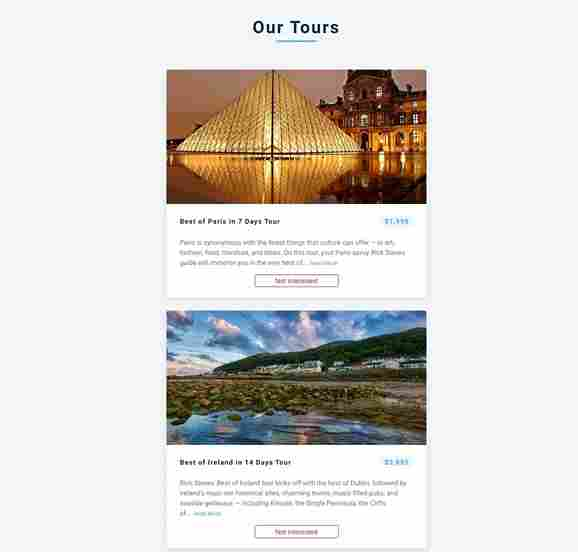 Our Tours
Best of Paris in 7 Days Tour
$1,995
Paris is synonymous with the finest things that culture can offer — in art,
fashion, food, literature, and ideas. On this tour, your Paris-savvy Rick Steves
guide will immerse you in the very best of... Read More
Not Interested
Best of Ireland in 14 Days Tour
$3,895
Rick Steves' Best of Ireland tour kicks off with the best of Dublin, followed by
Ireland's must-see historical sites, charming towns, music-filled pubs, and
seaside getaways — including Kinsale, the Dingle Peninsula, the Cliffs
of... Read More
Not Interested